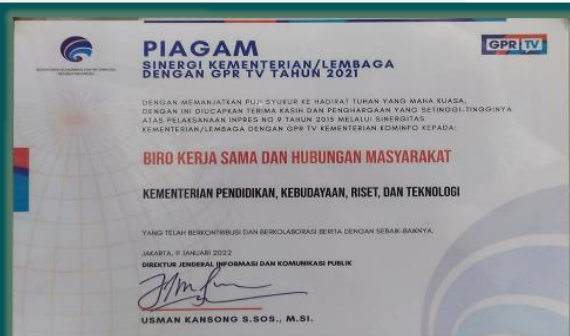 GPR TV
PIAGAM
SINERGI KEMENTERIAN/LEMBAGA
DENGAN GPR TV TAHUN 2021
DENGAN MEMANJATKAN PUJI SYUKUR KE HADIRAT TUHAN YANG MAHA KUASA,
DENGAN INI DIUCAPKAN TERIMA KASIH DAN PENGHARGAAN YANG SETINGGI-TINGGINYA
ATAS PELAKSANAAN INPRES NO 9 TAHUN 2015 MELALUI SINERGITAS
KEMENTERIAN/LEMBAGA DENGAN GPR TV KEMENTERIAN KOMINFO KEPADA:
BIRO KERJA SAMA DAN HUBUNGAN MASYARAKAT
KEMENTERIAN PENDIDIKAN, KEBUDAYAAN, RISET, DAN TEKNOLOGI
YANG TELAH BERKONTRIBUSI DAN BERKOLABORASI BERITA DENGAN SEBAIK-BAIKNYA,
JAKARTA, 11 JANUARI 2022
DIREKTUR JENDERAL INFORMASI DAN KOMUNIKASI PUBLIK
USMAN KANSONG S.SOS., M.SI.